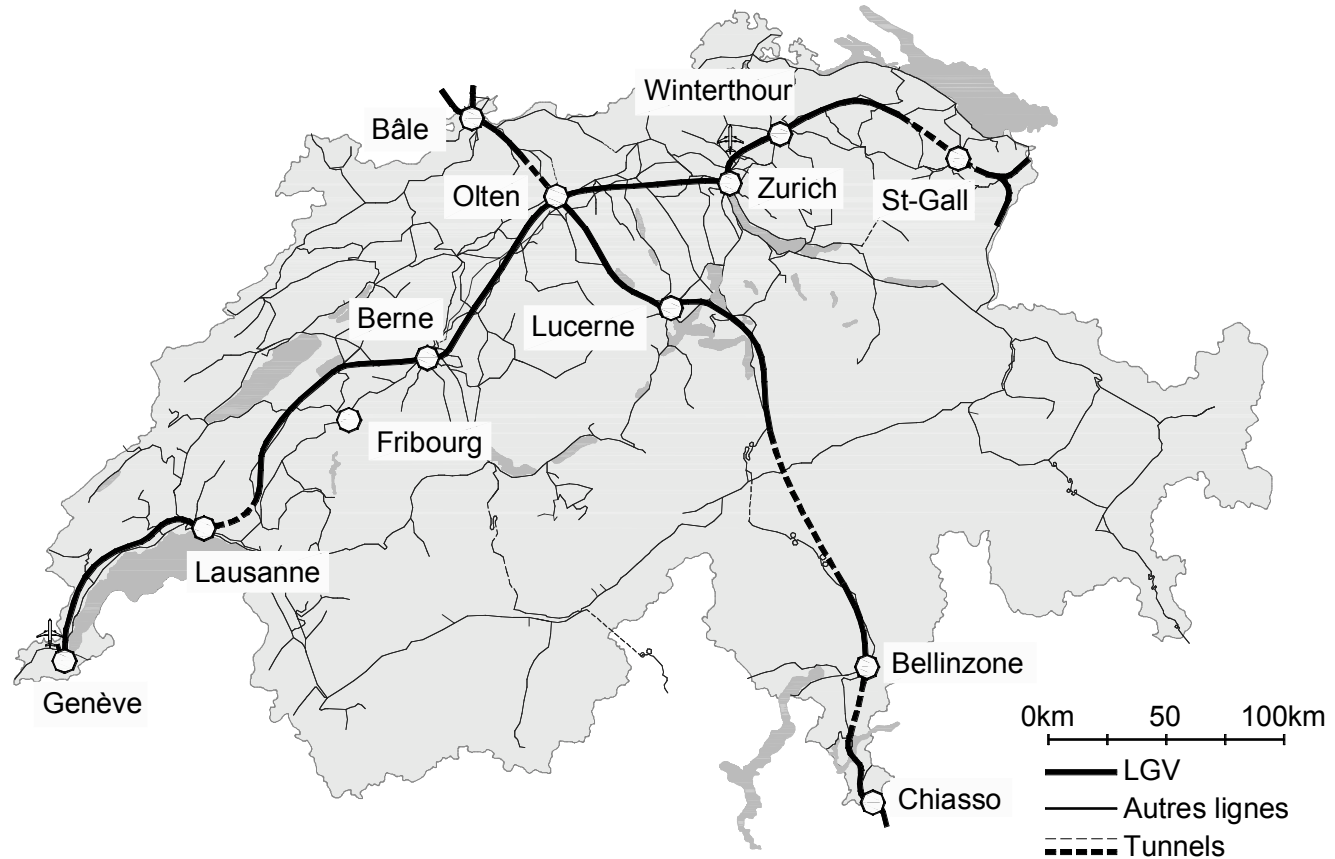 Winterthour
Bâle
Olten
Zurich
St-Gall
Berne
Lucerne
Fribourg
Lausanne
Bellinzone
Genève
0km 50 100km
LGV
Chiasso
Autres lignes
Tunnels